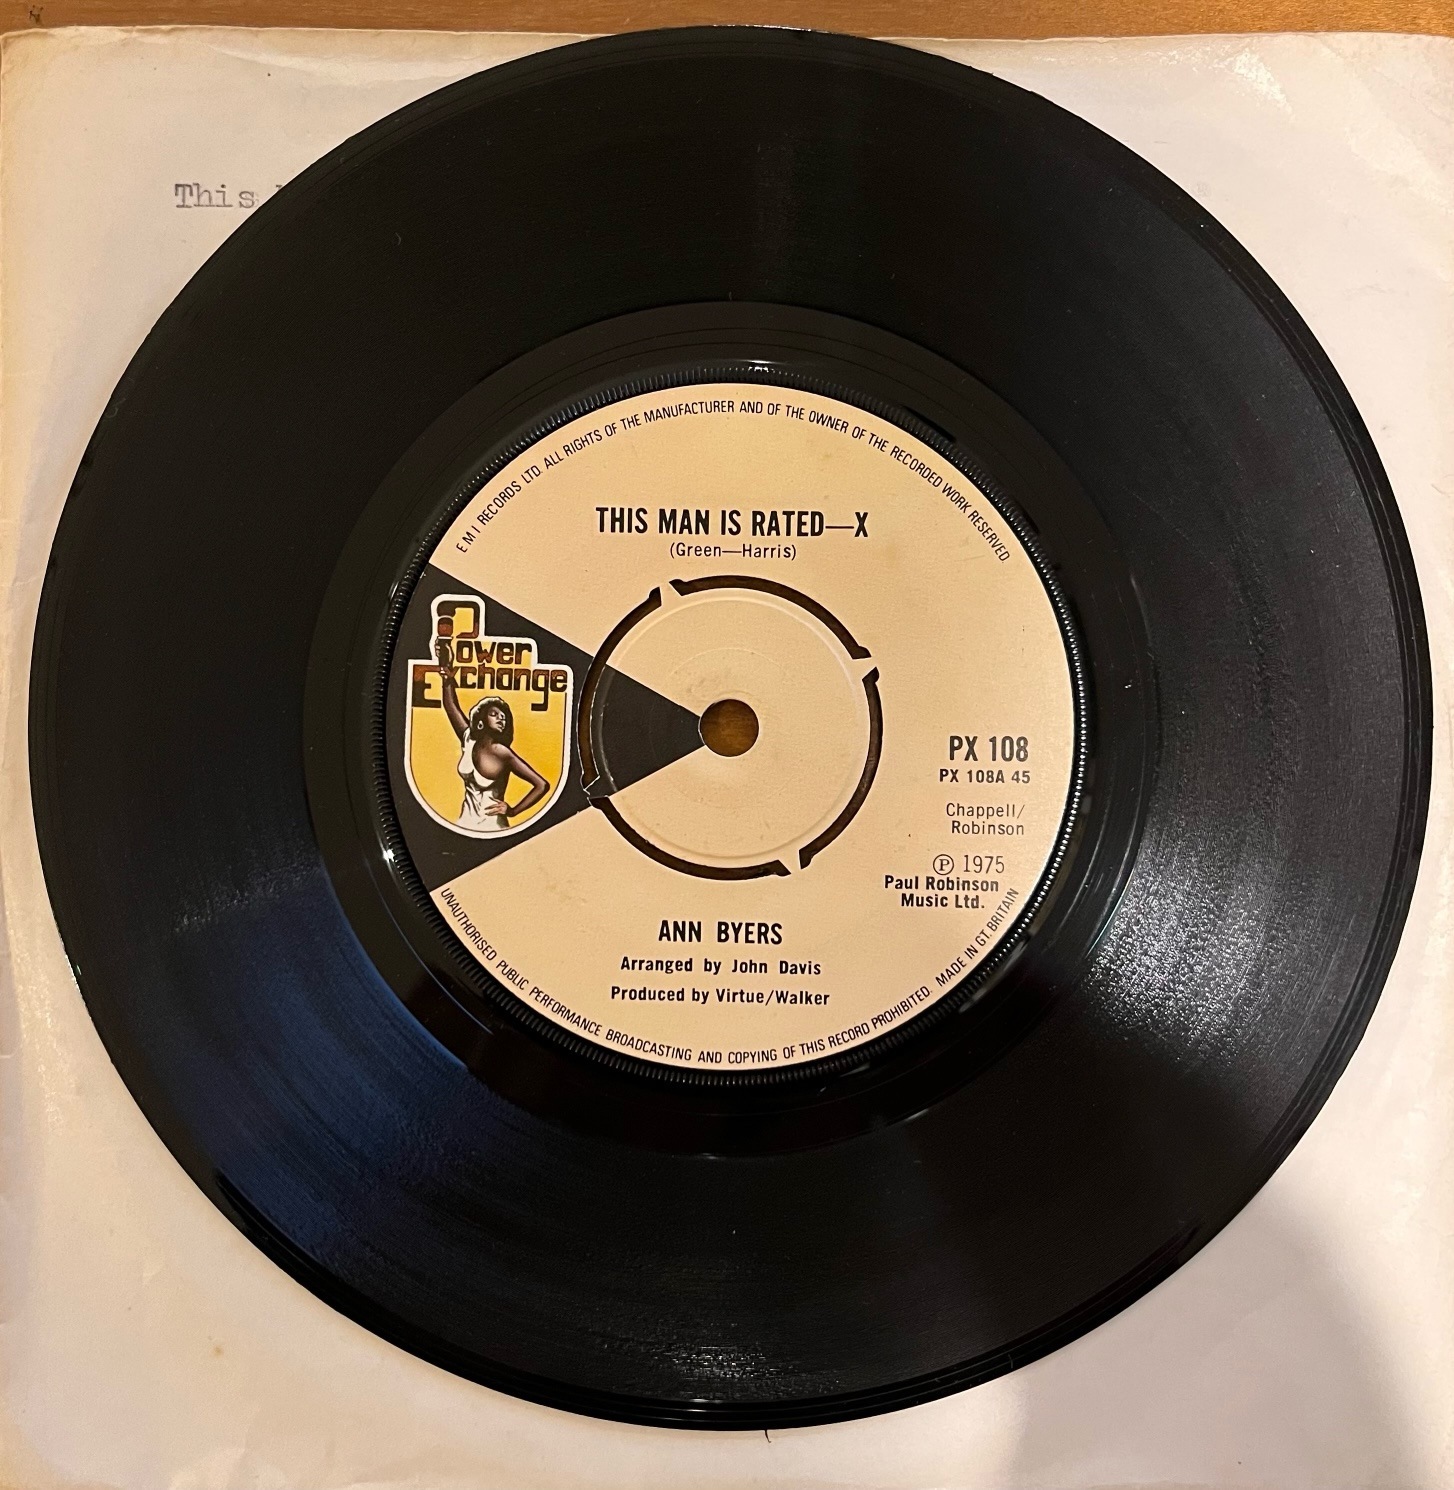 This
E M I RECORDS LTD. ALL RIGHTS OF THE MANUFACTURER AND OF THE OWNER OF THE RECORDED WORK RESERVED.
THIS MAN IS RATED—X
(Green—Harris)
Power
Exchange
PX 108
PX 108A 45
Chappell/
Robinson
℗ 1975
Paul Robinson
Music Ltd.
ANN BYERS
Arranged by John Davis
Produced by Virtue/Walker
UNAUTHORISED PUBLIC PERFORMANCE BROADCASTING AND COPYING OF THIS RECORD PROHIBITED. MADE IN GT. BRITAIN